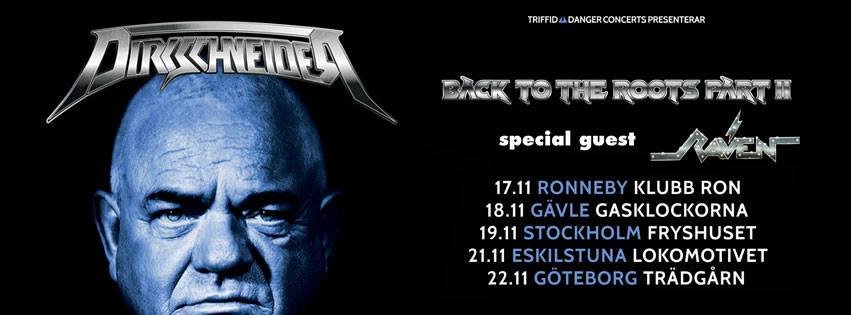 TRIFFID DANGER CONCERTS PRESENTERAR
DIRKSCHNEIDER
BACK TO THE ROOTS PART II
special guest RAVEN
17.11 RONNEBY KLUBB RON
18.11 GÄVLE GASKLOCKORNA
19.11 STOCKHOLM FRYSHUSET
21.11 ESKILSTUNA LOKOMOTIVET
22.11 GÖTEBORG TRÄDGÅRN